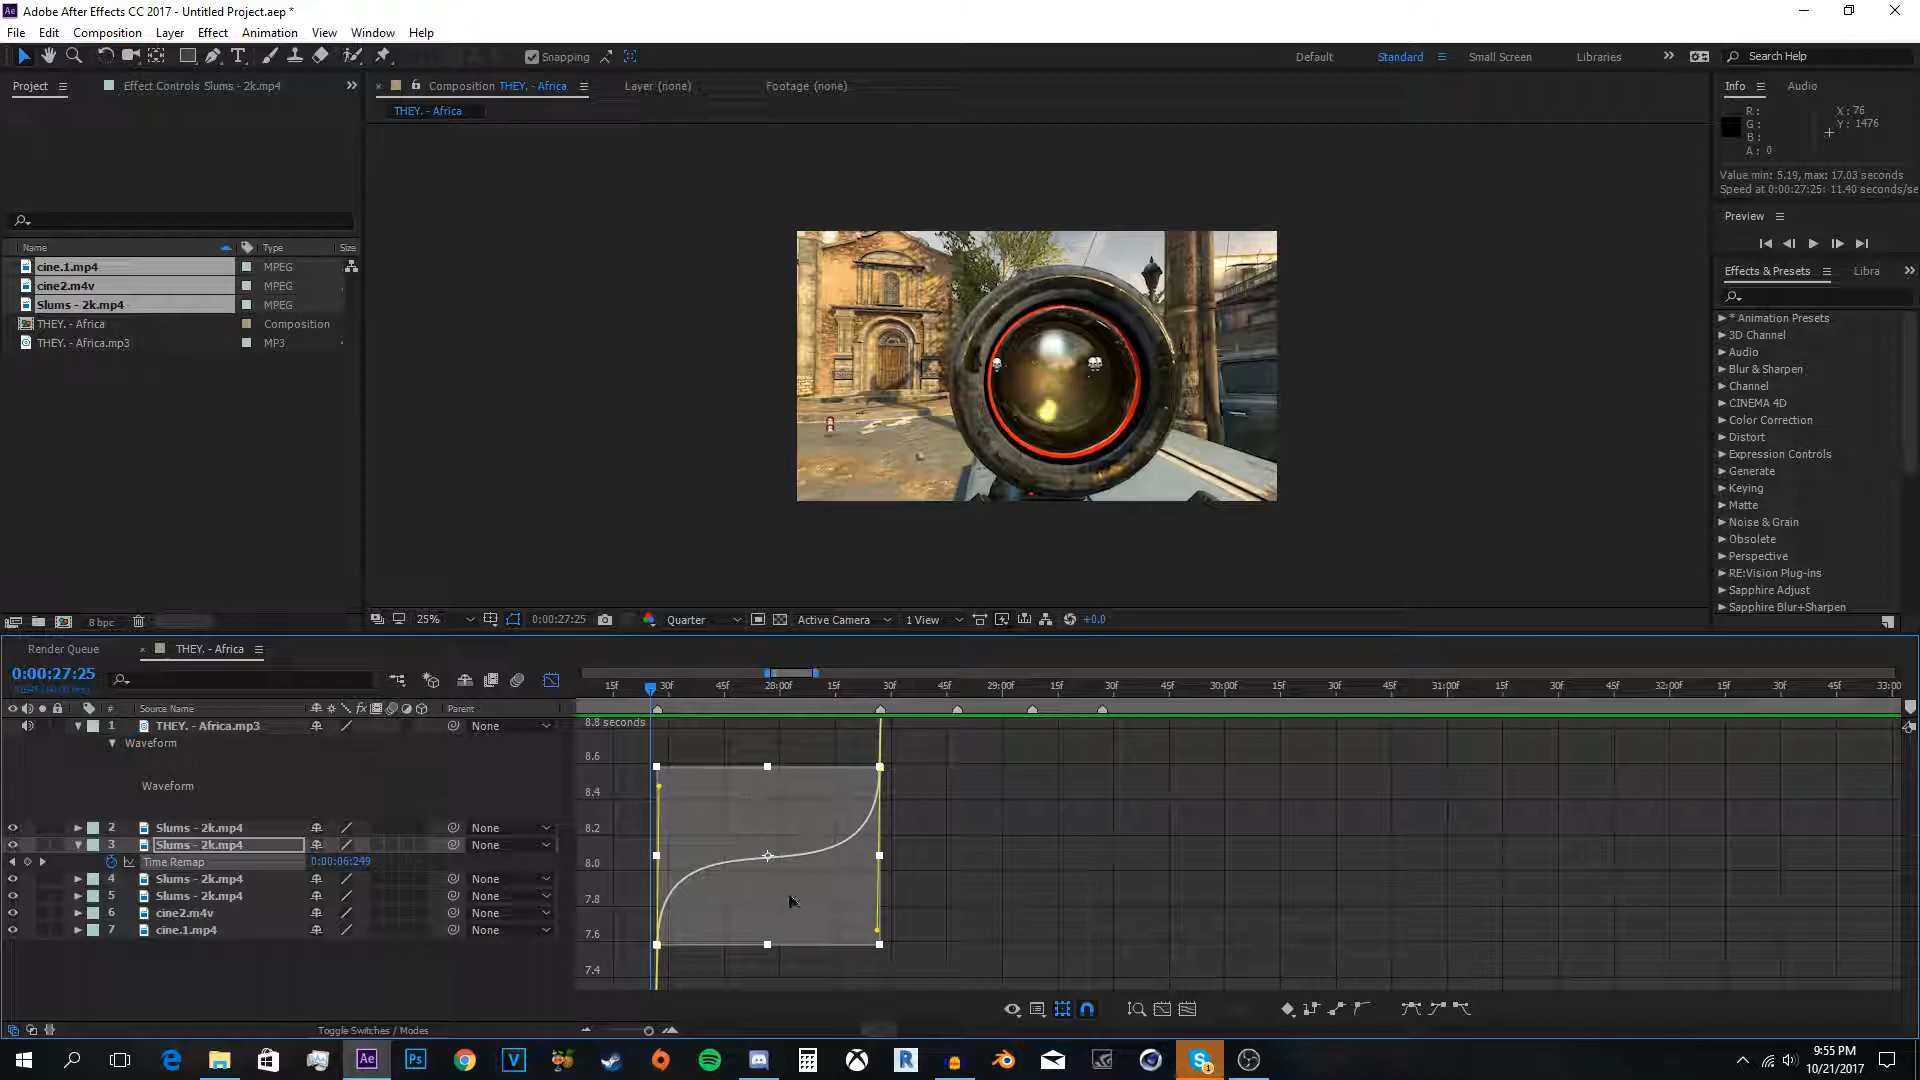 Adobe After Effects CC 2017 - Untitled Project.aep *
File Edit Composition Layer Effect Animation View Window Help
Snapping Default Standard Small Screen Libraries Search Help
Project Effect Controls Slums - 2k.mp4 Composition THEY. - Africa Layer (none) Footage (none) Info Audio
THEY. - Africa
R : X : 76
G : Y : 1476
B :
A : 0
Value min: 5.19, max: 17.03 seconds
Speed at 0:00:27:25: 11.40 seconds/se
Preview
Name Type Size
cine.1.mp4 MPEG
cine2.m4v MPEG
Slums - 2k.mp4 MPEG
THEY. - Africa Composition
THEY. - Africa.mp3 MP3
Effects & Presets Libra
* Animation Presets
3D Channel
Audio
Blur & Sharpen
Channel
CINEMA 4D
Color Correction
Distort
Expression Controls
Generate
Keying
Matte
Noise & Grain
Obsolete
Perspective
RE:Vision Plug-ins
Sapphire Adjust
Sapphire Blur+Sharpen
8 bpc 25% 0:00:27:25 Quarter Active Camera 1 View +0.0
Render Queue THEY. - Africa
0:00:27:25
15f 30f 45f 28:00f 15f 30f 45f 29:00f 15f 30f 45f 30:00f 15f 30f 45f 31:00f 15f 30f 45f 32:00f 15f 30f 45f 33:00
# Source Name fx Parent
1 THEY. - Africa.mp3 None
Waveform
Waveform
2 Slums - 2k.mp4 None
3 Slums - 2k.mp4 None
Time Remap 0:00:06:249
4 Slums - 2k.mp4 None
5 Slums - 2k.mp4 None
6 cine2.m4v None
7 cine.1.mp4 None
8.8 seconds
8.6
8.4
8.2
8.0
7.8
7.6
7.4
Toggle Switches / Modes
Ae Ps V R S 1
9:55 PM
10/21/2017